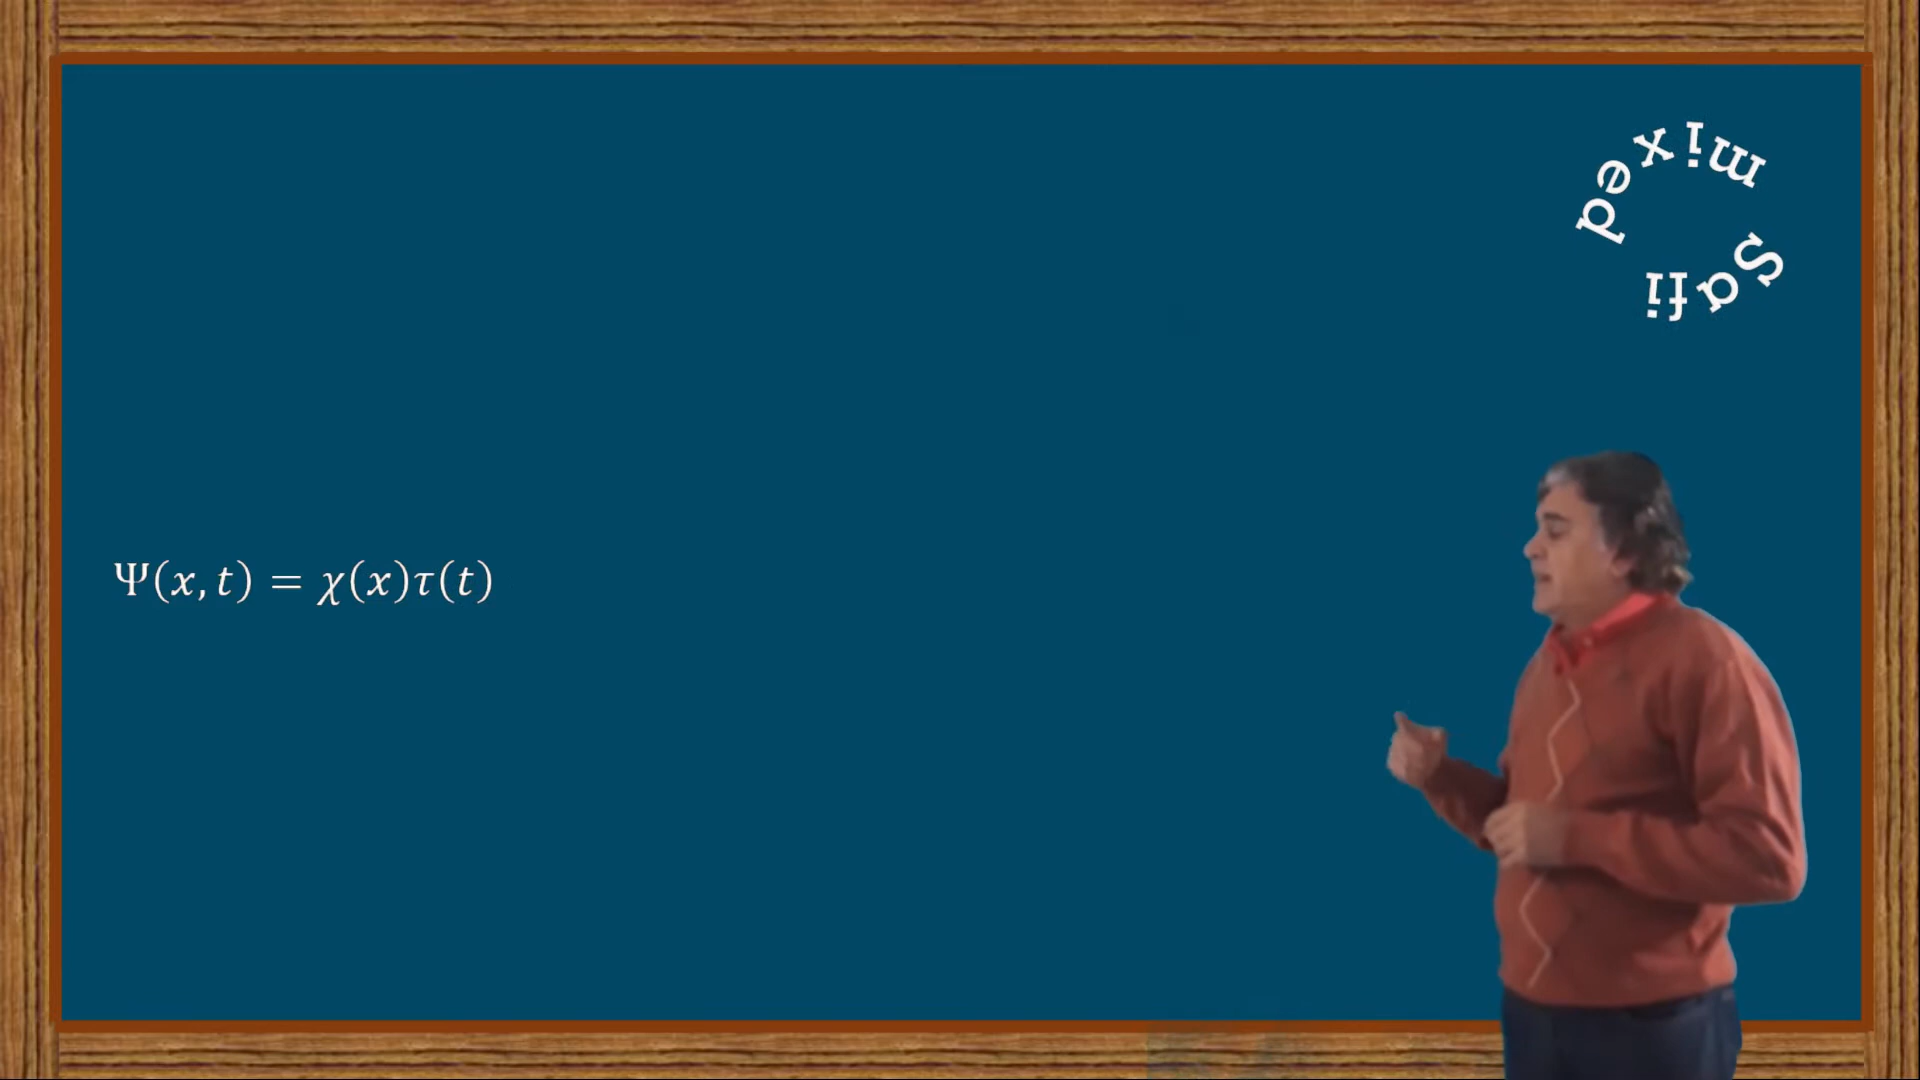 Safi mixed
Ψ(x, t) = χ(x)τ(t)